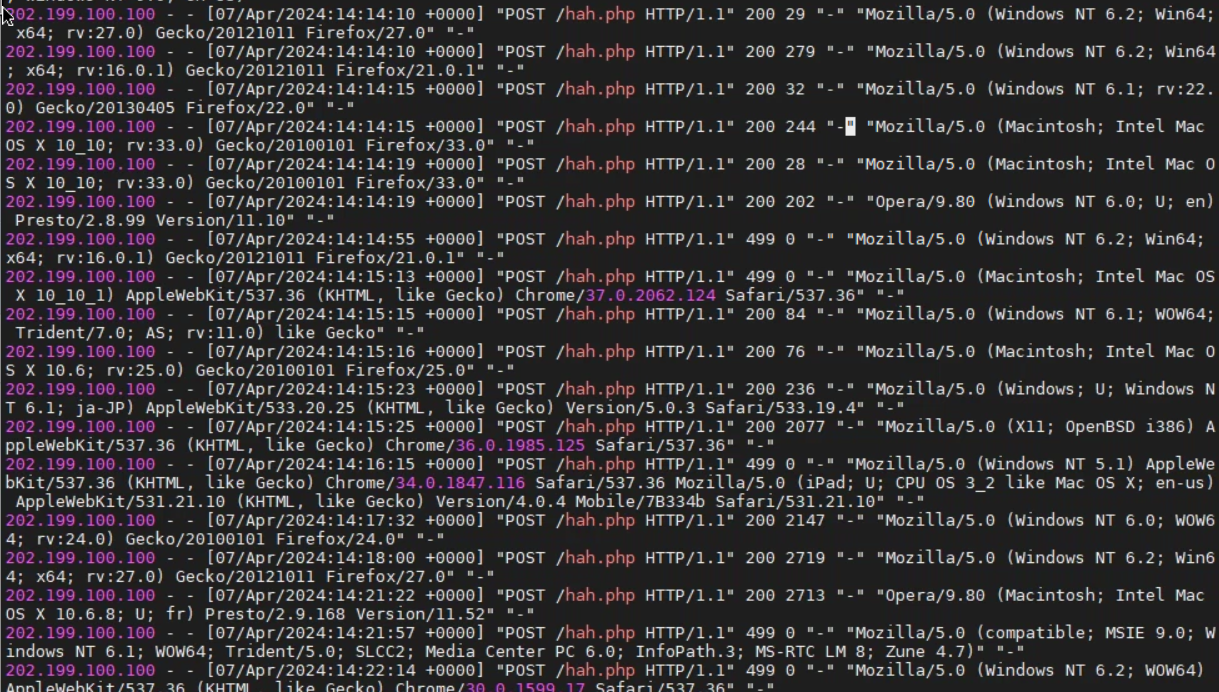 202.199.100.100 - - [07/Apr/2024:14:14:10 +0000] "POST /hah.php HTTP/1.1" 200 29 "-" "Mozilla/5.0 (Windows NT 6.2; Win64;
x64; rv:27.0) Gecko/20121011 Firefox/27.0" "-"
202.199.100.100 - - [07/Apr/2024:14:14:10 +0000] "POST /hah.php HTTP/1.1" 200 279 "-" "Mozilla/5.0 (Windows NT 6.2; Win64
; x64; rv:16.0.1) Gecko/20121011 Firefox/21.0.1" "-"
202.199.100.100 - - [07/Apr/2024:14:14:15 +0000] "POST /hah.php HTTP/1.1" 200 32 "-" "Mozilla/5.0 (Windows NT 6.1; rv:22.
0) Gecko/20130405 Firefox/22.0" "-"
202.199.100.100 - - [07/Apr/2024:14:14:15 +0000] "POST /hah.php HTTP/1.1" 200 244 "-" "Mozilla/5.0 (Macintosh; Intel Mac
OS X 10_10; rv:33.0) Gecko/20100101 Firefox/33.0" "-"
202.199.100.100 - - [07/Apr/2024:14:14:19 +0000] "POST /hah.php HTTP/1.1" 200 28 "-" "Mozilla/5.0 (Macintosh; Intel Mac O
S X 10_10; rv:33.0) Gecko/20100101 Firefox/33.0" "-"
202.199.100.100 - - [07/Apr/2024:14:14:19 +0000] "POST /hah.php HTTP/1.1" 200 202 "-" "Opera/9.80 (Windows NT 6.0; U; en)
Presto/2.8.99 Version/11.10" "-"
202.199.100.100 - - [07/Apr/2024:14:14:55 +0000] "POST /hah.php HTTP/1.1" 499 0 "-" "Mozilla/5.0 (Windows NT 6.2; Win64;
x64; rv:16.0.1) Gecko/20121011 Firefox/21.0.1" "-"
202.199.100.100 - - [07/Apr/2024:14:15:13 +0000] "POST /hah.php HTTP/1.1" 499 0 "-" "Mozilla/5.0 (Macintosh; Intel Mac OS
X 10_10_1) AppleWebKit/537.36 (KHTML, like Gecko) Chrome/37.0.2062.124 Safari/537.36" "-"
202.199.100.100 - - [07/Apr/2024:14:15:15 +0000] "POST /hah.php HTTP/1.1" 200 84 "-" "Mozilla/5.0 (Windows NT 6.1; WOW64;
Trident/7.0; AS; rv:11.0) like Gecko" "-"
202.199.100.100 - - [07/Apr/2024:14:15:16 +0000] "POST /hah.php HTTP/1.1" 200 76 "-" "Mozilla/5.0 (Macintosh; Intel Mac O
S X 10.6; rv:25.0) Gecko/20100101 Firefox/25.0" "-"
202.199.100.100 - - [07/Apr/2024:14:15:23 +0000] "POST /hah.php HTTP/1.1" 200 236 "-" "Mozilla/5.0 (Windows; U; Windows N
T 6.1; ja-JP) AppleWebKit/533.20.25 (KHTML, like Gecko) Version/5.0.3 Safari/533.19.4" "-"
202.199.100.100 - - [07/Apr/2024:14:15:25 +0000] "POST /hah.php HTTP/1.1" 200 2077 "-" "Mozilla/5.0 (X11; OpenBSD i386) A
ppleWebKit/537.36 (KHTML, like Gecko) Chrome/36.0.1985.125 Safari/537.36" "-"
202.199.100.100 - - [07/Apr/2024:14:16:15 +0000] "POST /hah.php HTTP/1.1" 499 0 "-" "Mozilla/5.0 (Windows NT 5.1) AppleWe
bKit/537.36 (KHTML, like Gecko) Chrome/34.0.1847.116 Safari/537.36 Mozilla/5.0 (iPad; U; CPU OS 3_2 like Mac OS X; en-us)
AppleWebKit/531.21.10 (KHTML, like Gecko) Version/4.0.4 Mobile/7B334b Safari/531.21.10" "-"
202.199.100.100 - - [07/Apr/2024:14:17:32 +0000] "POST /hah.php HTTP/1.1" 200 2147 "-" "Mozilla/5.0 (Windows NT 6.0; WOW6
4; rv:24.0) Gecko/20100101 Firefox/24.0" "-"
202.199.100.100 - - [07/Apr/2024:14:18:00 +0000] "POST /hah.php HTTP/1.1" 200 2719 "-" "Mozilla/5.0 (Windows NT 6.2; Win6
4; x64; rv:27.0) Gecko/20121011 Firefox/27.0" "-"
202.199.100.100 - - [07/Apr/2024:14:21:22 +0000] "POST /hah.php HTTP/1.1" 200 2713 "-" "Opera/9.80 (Macintosh; Intel Mac
OS X 10.6.8; U; fr) Presto/2.9.168 Version/11.52" "-"
202.199.100.100 - - [07/Apr/2024:14:21:57 +0000] "POST /hah.php HTTP/1.1" 499 0 "-" "Mozilla/5.0 (compatible; MSIE 9.0; W
indows NT 6.1; WOW64; Trident/5.0; SLCC2; Media Center PC 6.0; InfoPath.3; MS-RTC LM 8; Zune 4.7)" "-"
202.199.100.100 - - [07/Apr/2024:14:22:14 +0000] "POST /hah.php HTTP/1.1" 499 0 "-" "Mozilla/5.0 (Windows NT 6.2; WOW64)
AppleWebKit/537.36 (KHTML, like Gecko) Chrome/30.0.1599.17 Safari/537.36" "-"